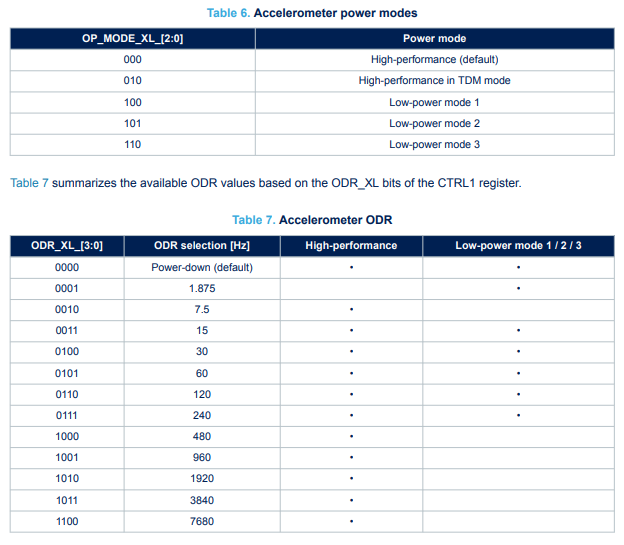 Table 6. Accelerometer power modes
OP_MODE_XL_[2:0] Power mode
000 High-performance (default)
010 High-performance in TDM mode
100 Low-power mode 1
101 Low-power mode 2
110 Low-power mode 3
Table 7 summarizes the available ODR values based on the ODR_XL bits of the CTRL1 register.
Table 7. Accelerometer ODR
ODR_XL_[3:0] ODR selection [Hz] High-performance Low-power mode 1 / 2 / 3
0000 Power-down (default) • •
0001 1.875 •
0010 7.5 •
0011 15 • •
0100 30 • •
0101 60 • •
0110 120 • •
0111 240 • •
1000 480 •
1001 960 •
1010 1920 •
1011 3840 •
1100 7680 •